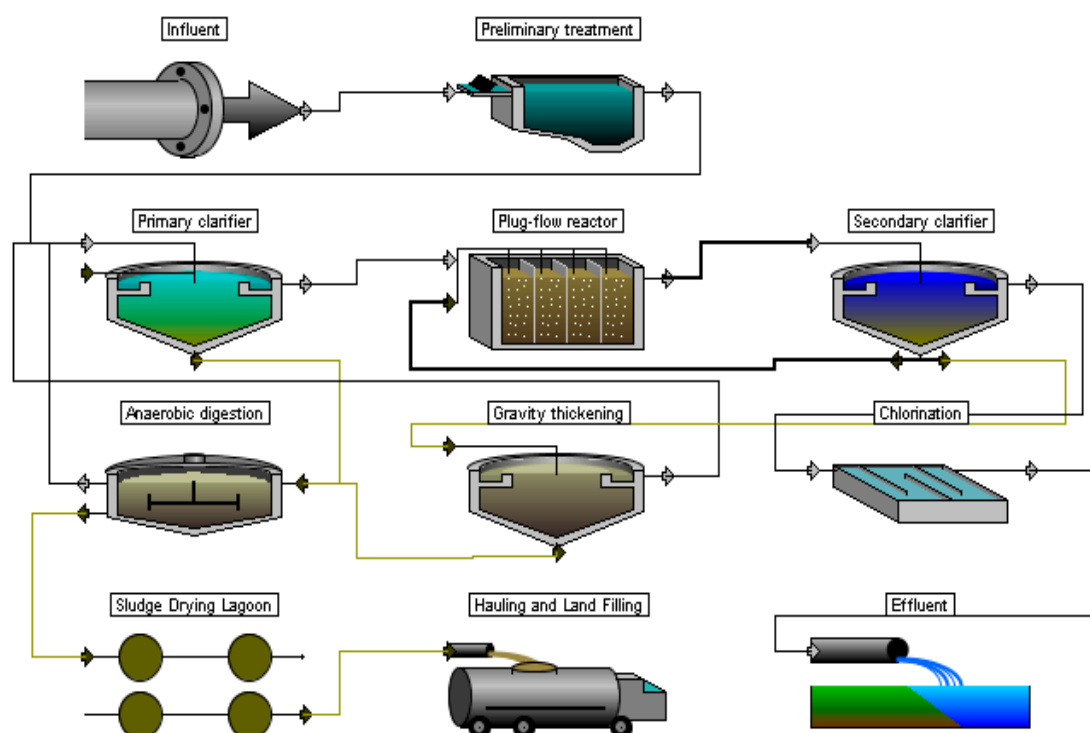 Influent
Preliminary treatment
Primary clarifier
Plug-flow reactor
Secondary clarifier
Anaerobic digestion
Gravity thickening
Chlorination
Sludge Drying Lagoon
Hauling and Land Filling
Effluent